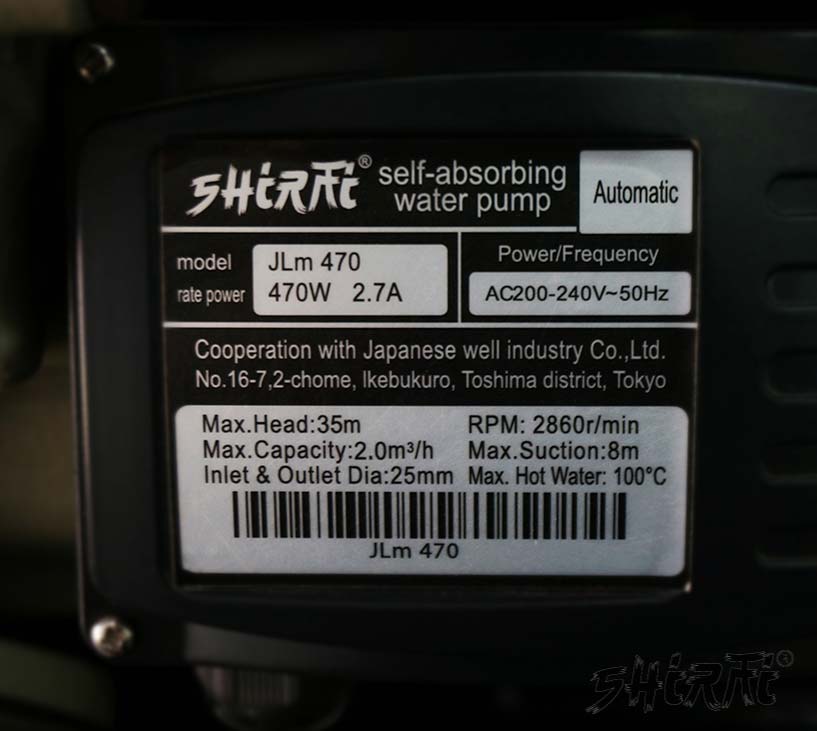 SHIRAI® self-absorbing
water pump
Automatic
model JLm 470
rate power 470W 2.7A
Power/Frequency
AC200-240V~50Hz
Cooperation with Japanese well industry Co.,Ltd.
No.16-7,2-chome, Ikebukuro, Toshima district, Tokyo
Max.Head:35m RPM: 2860r/min
Max.Capacity:2.0m³/h Max.Suction:8m
Inlet & Outlet Dia:25mm Max. Hot Water: 100°C
JLm 470
SHIRAI®